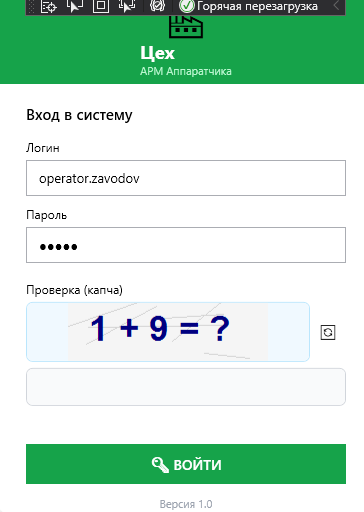 Горячая перезагрузка
Цех
АРМ Аппаратчика
Вход в систему
Логин
operator.zavodov
Пароль
●●●●●
Проверка (капча)
1 + 9 = ?
ВОЙТИ
Версия 1.0